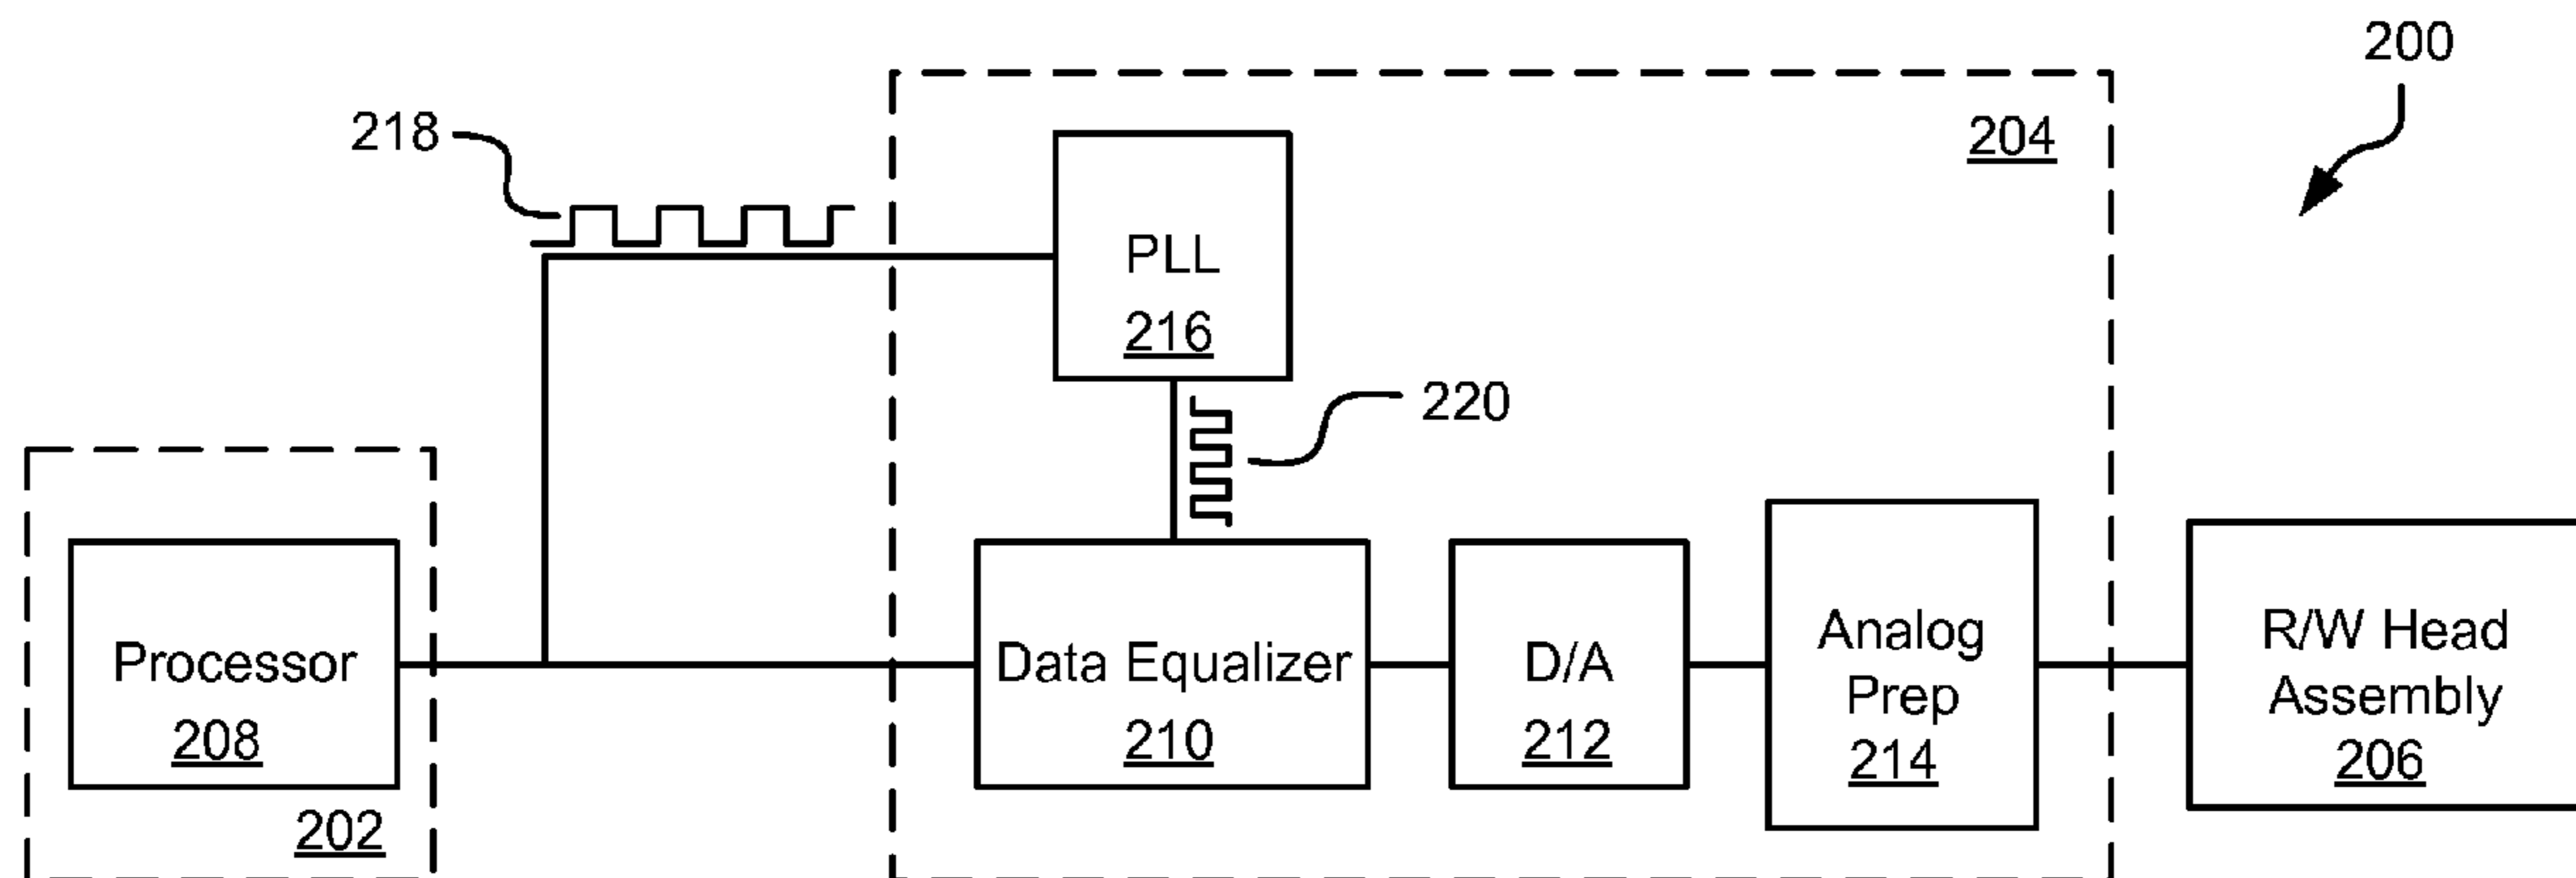 200
218
204
PLL
216
220
Processor
208
202
Data Equalizer
210
D/A
212
Analog
Prep
214
R/W Head
Assembly
206